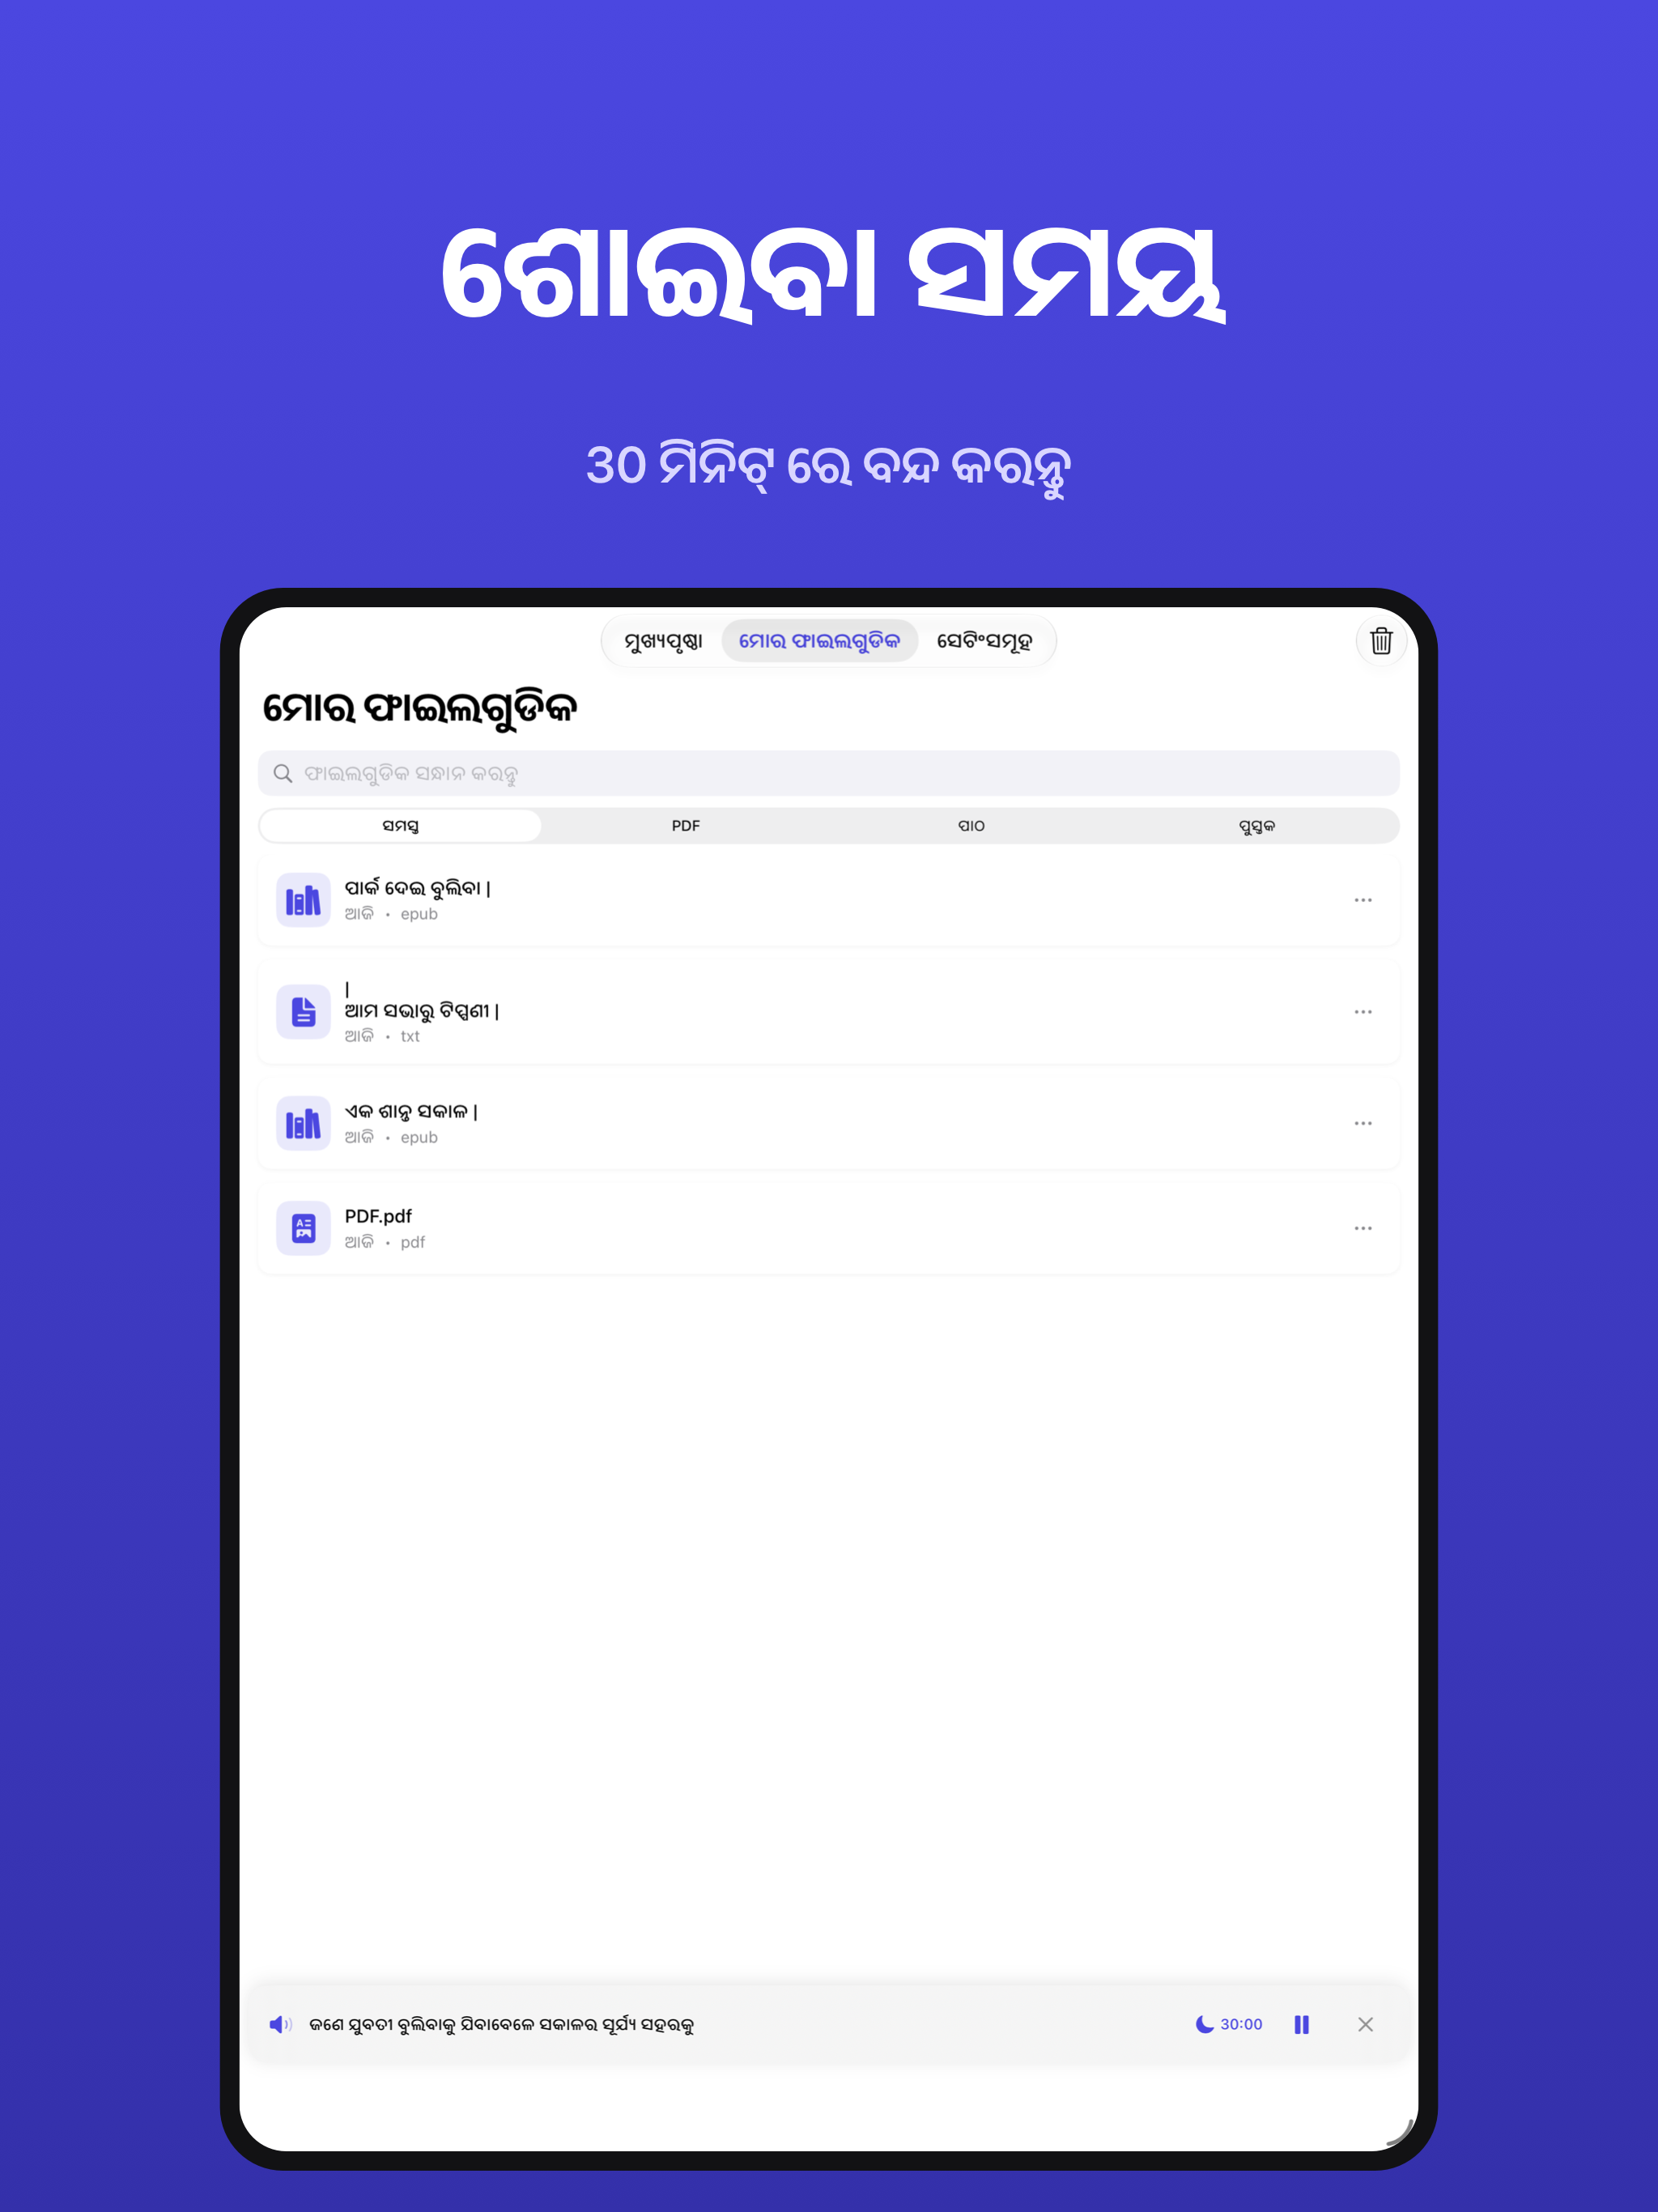 ଶୋଇବା ସମୟ
30 ମିନିଟ୍ ରେ ବନ୍ଦ କରନ୍ତୁ
ମୁଖ୍ୟପୃଷ୍ଠା ମୋର ଫାଇଲଗୁଡିକ ସେଟିଂସମୂହ
ମୋର ଫାଇଲଗୁଡିକ
ଫାଇଲଗୁଡିକ ସନ୍ଧାନ କରନ୍ତୁ
ସମସ୍ତ PDF ପାଠ ପୁସ୍ତକ
ପାର୍କ ଦେଇ ବୁଲିବା |
ଆଜି • epub
|
ଆମ ସଭାରୁ ଟିପ୍ପଣୀ |
ଆଜି • txt
ଏକ ଶାନ୍ତ ସକାଳ |
ଆଜି • epub
PDF.pdf
ଆଜି • pdf
ଜଣେ ଯୁବତୀ ବୁଲିବାକୁ ଯିବାବେଳେ ସକାଳର ସୂର୍ଯ୍ୟ ସହରକୁ 30:00